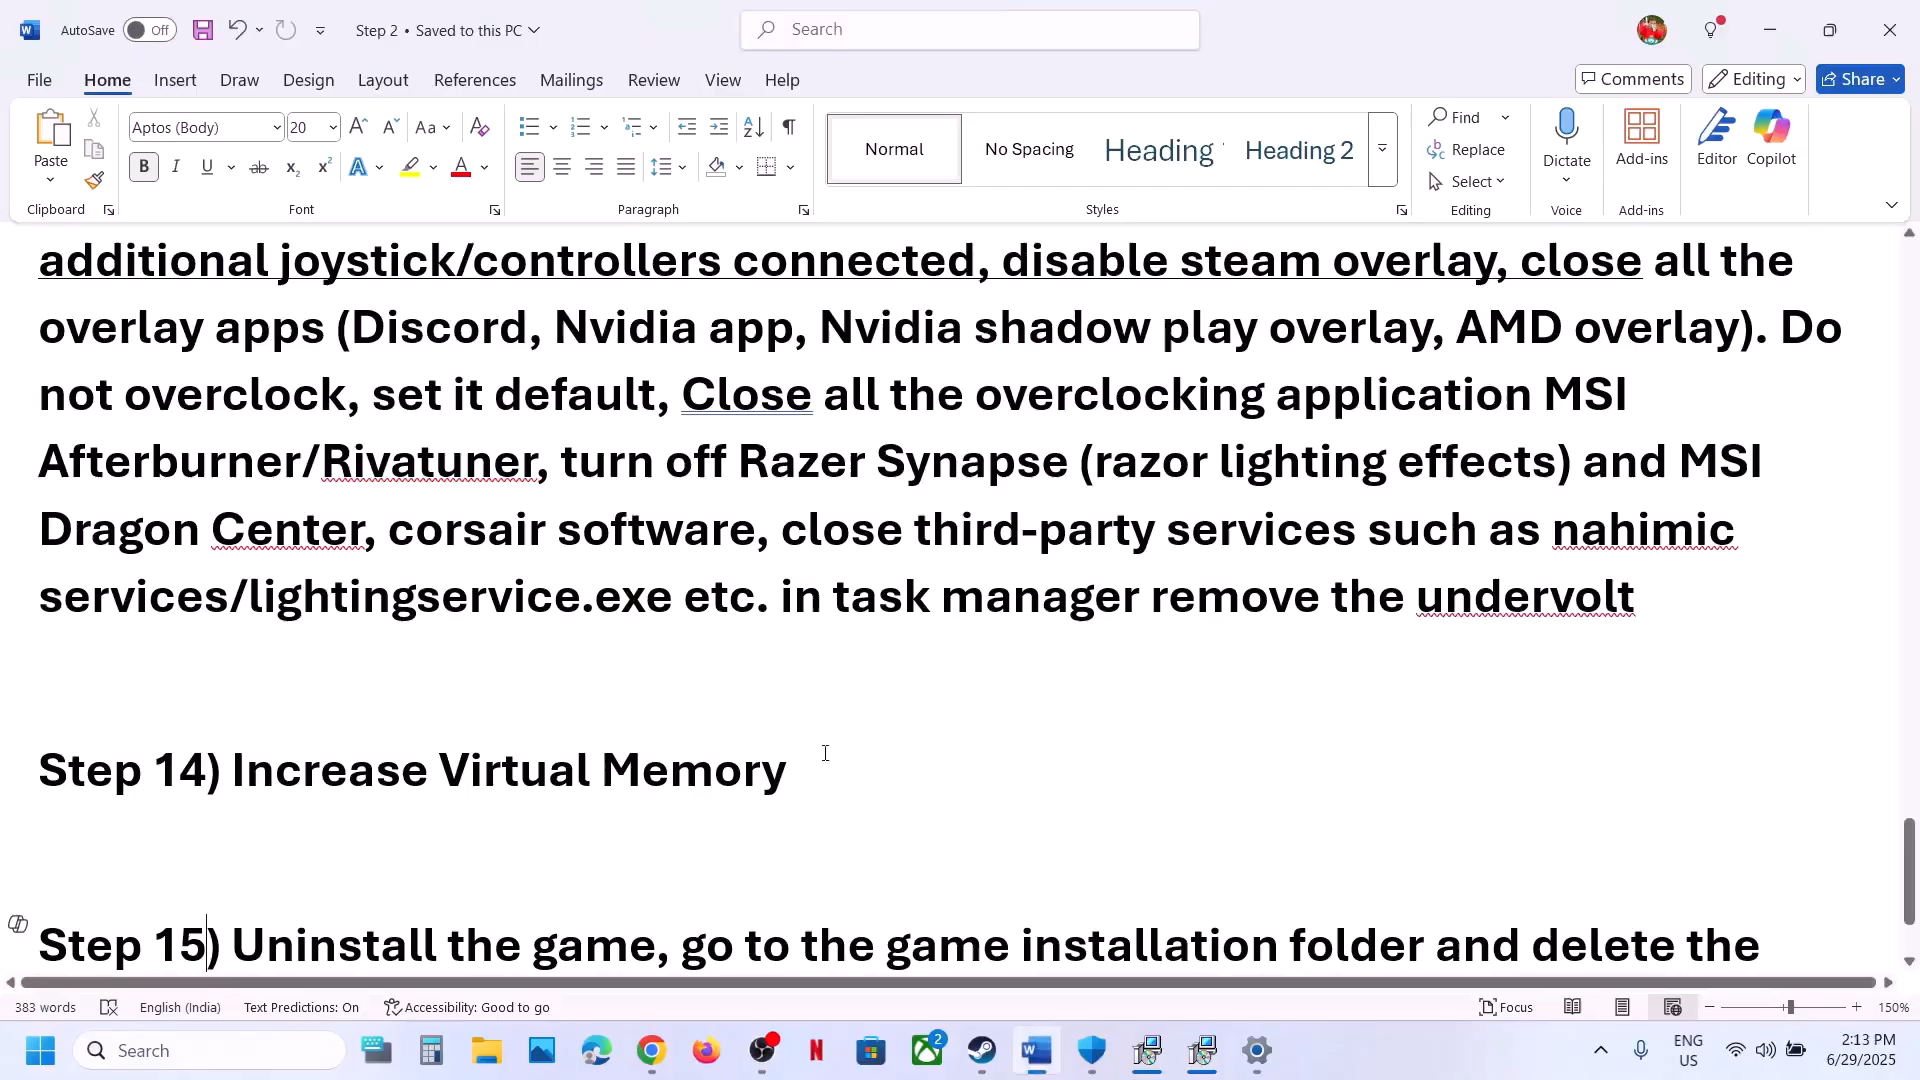 AutoSave Off Step 2 • Saved to this PC Search
File Home Insert Draw Design Layout References Mailings Review View Help Comments Editing Share
Paste Aptos (Body) 20 Aa Normal No Spacing Heading Heading 2 Find Replace Select Dictate Add-ins Editor Copilot
Clipboard Font Paragraph Styles Editing Voice Add-ins
additional joystick/controllers connected, disable steam overlay, close all the
overlay apps (Discord, Nvidia app, Nvidia shadow play overlay, AMD overlay). Do
not overclock, set it default, Close all the overclocking application MSI
Afterburner/Rivatuner, turn off Razer Synapse (razor lighting effects) and MSI
Dragon Center, corsair software, close third-party services such as nahimic
services/lightingservice.exe etc. in task manager remove the undervolt
Step 14) Increase Virtual Memory
Step 15) Uninstall the game, go to the game installation folder and delete the
383 words English (India) Text Predictions: On Accessibility: Good to go Focus 150%
Search 2 ENG US 2:13 PM 6/29/2025